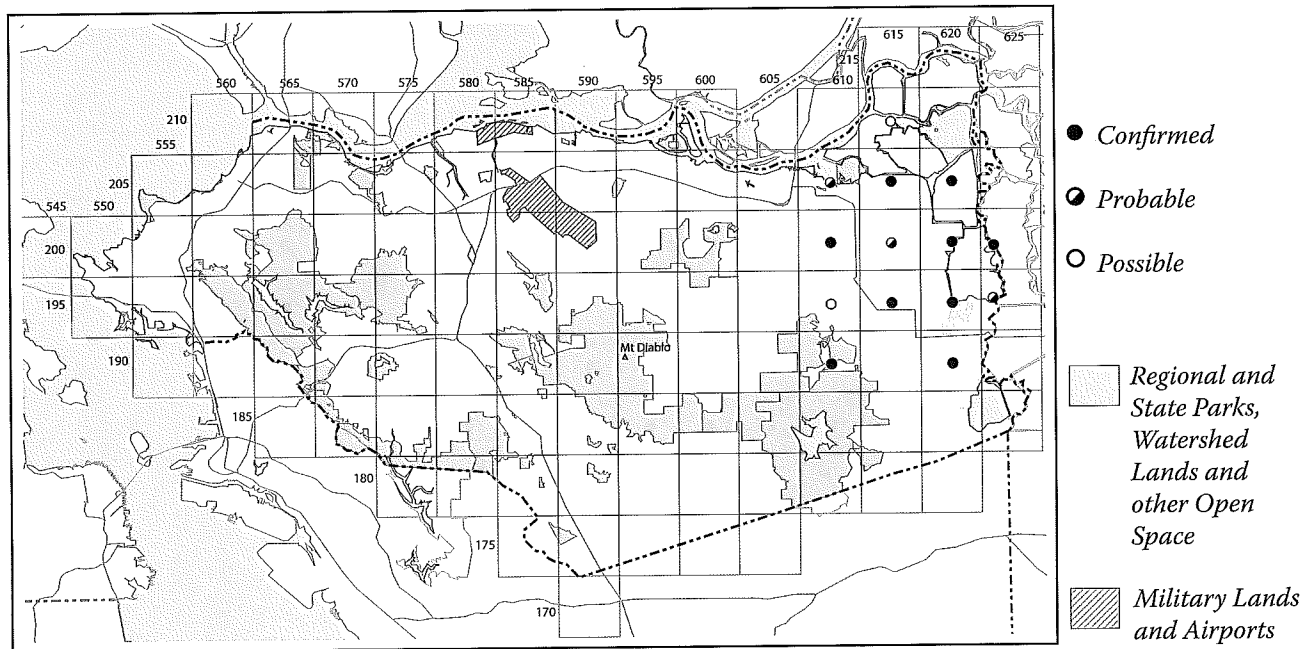 615
620
625
215
560
565
570
575
580
585
590
595
600
605
610
210
555
205
545
550
200
195
190
185
180
175
170
Mt Diablo
Confirmed
Probable
Possible
Regional and
State Parks,
Watershed
Lands and
other Open
Space
Military Lands
and Airports